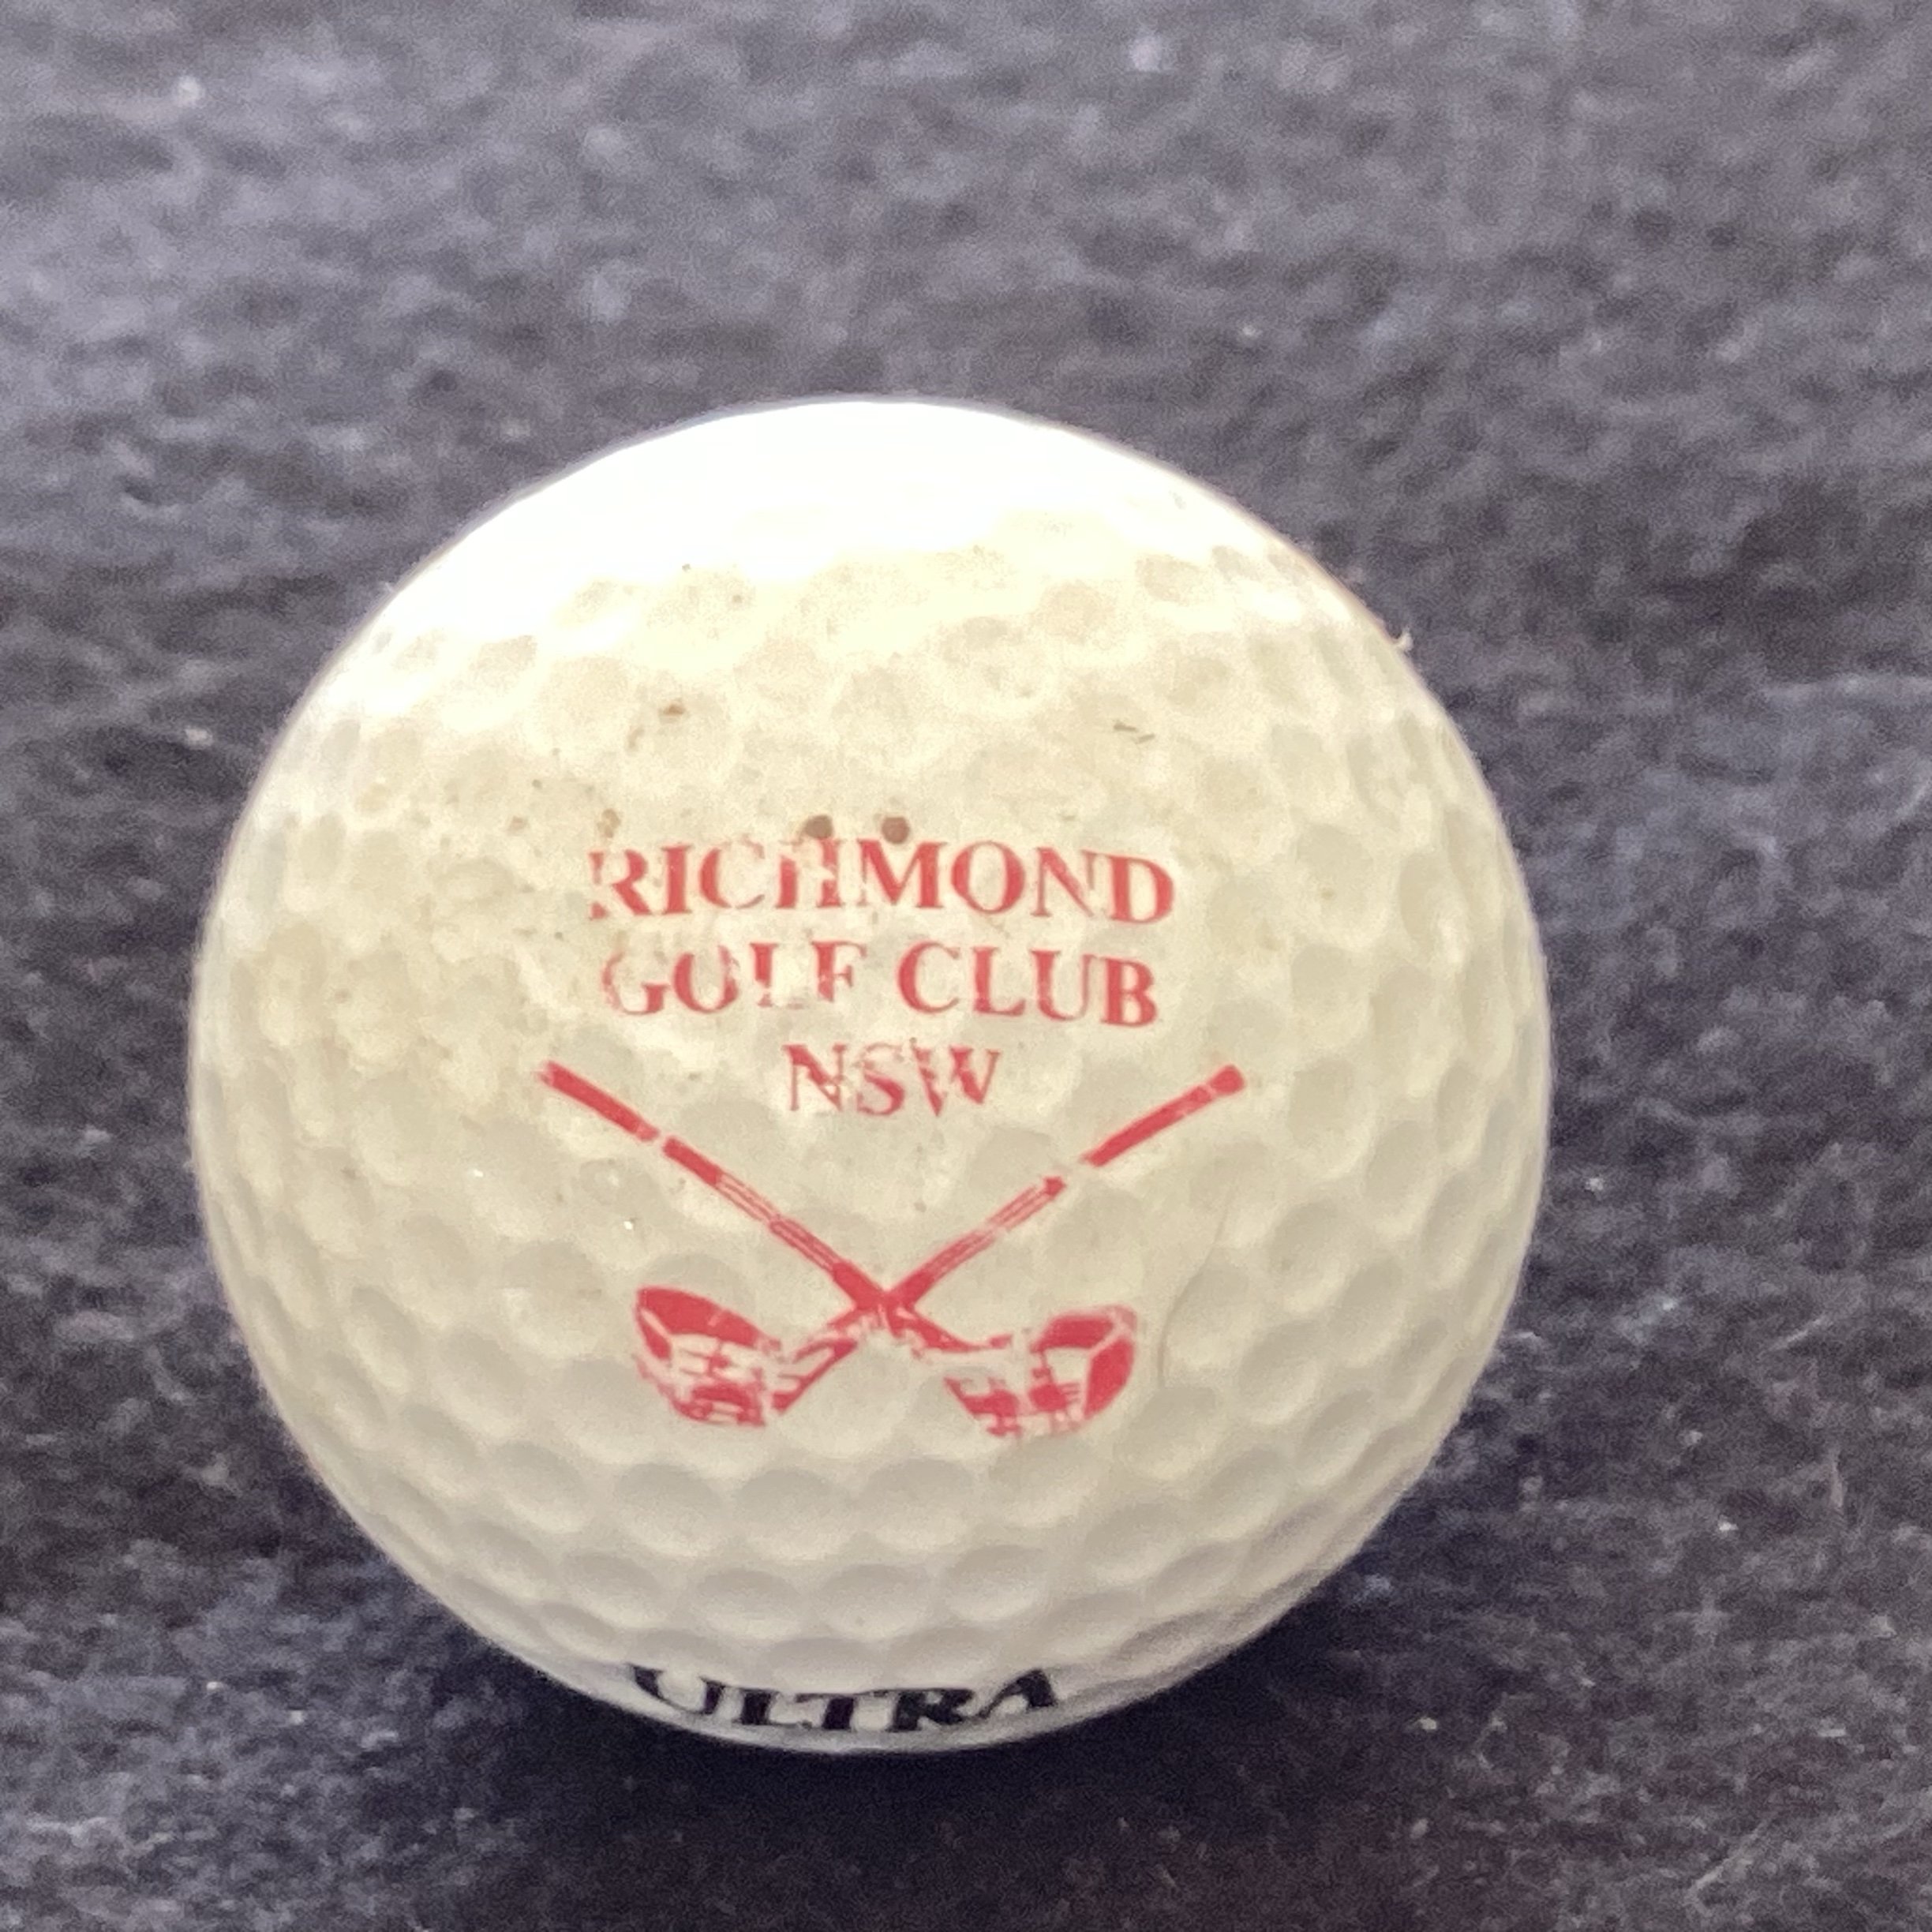 RICHMOND
GOLF CLUB
NSW
ULTRA